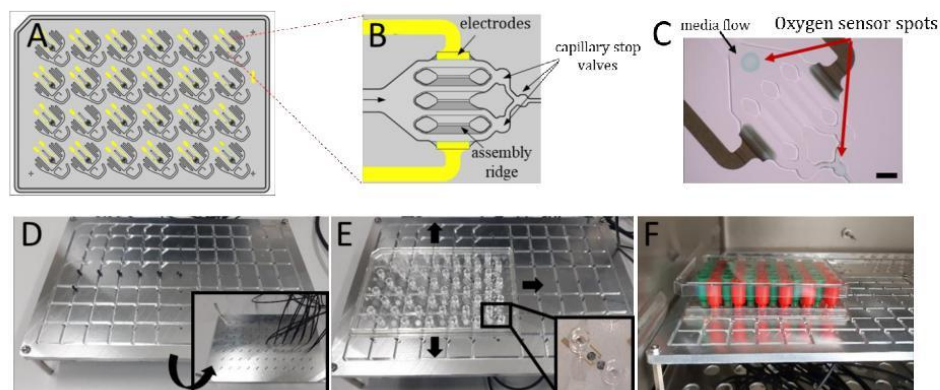 A
B
electrodes
capillary stop
valves
assembly
ridge
C
media flow
Oxygen sensor spots
D
E
F